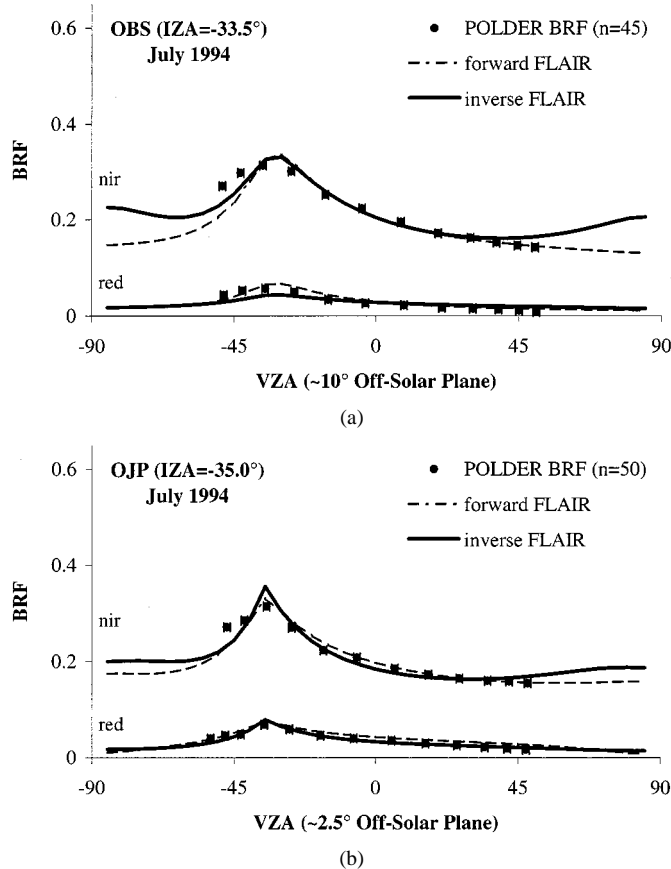 0.6
OBS (IZA=-33.5°)
July 1994
POLDER BRF (n=45)
forward FLAIR
inverse FLAIR
0.4
BRF
nir
0.2
red
0
-90
-45
0
45
90
VZA (~10° Off-Solar Plane)
(a)
0.6
OJP (IZA=-35.0°)
July 1994
POLDER BRF (n=50)
forward FLAIR
inverse FLAIR
0.4
BRF
nir
0.2
red
0
-90
-45
0
45
90
VZA (~2.5° Off-Solar Plane)
(b)